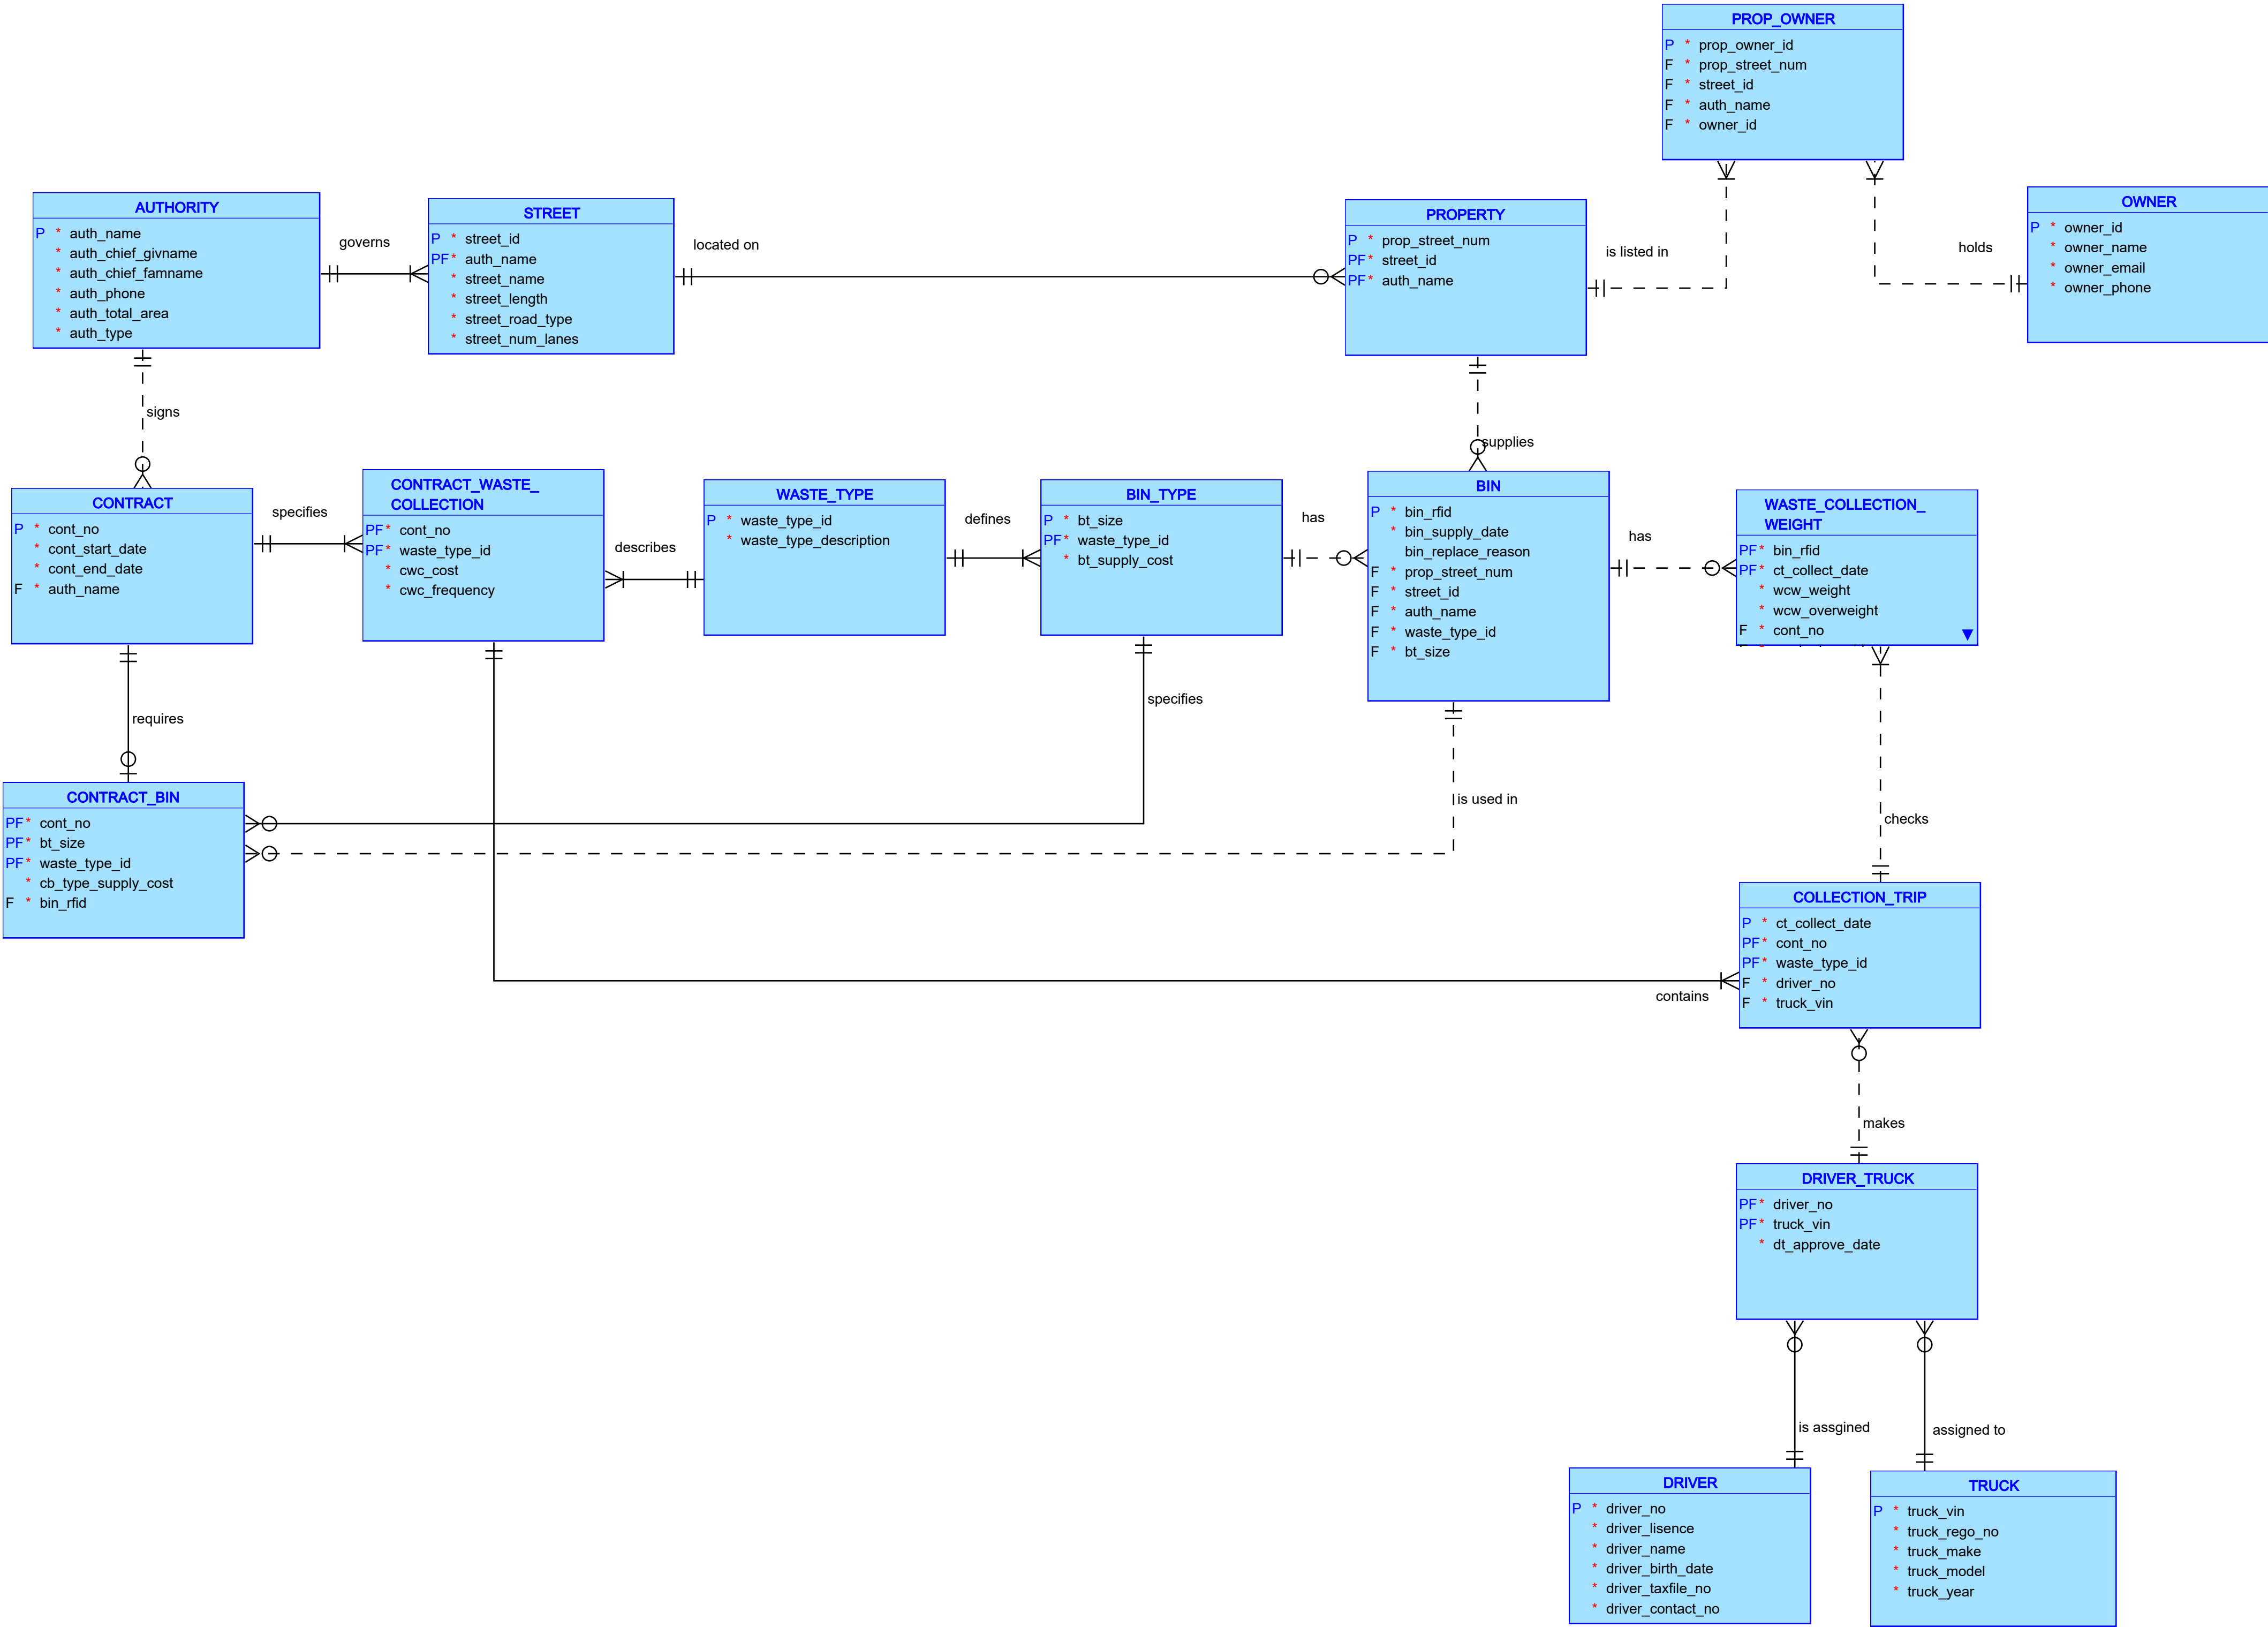 PROP_OWNER
P * prop_owner_id
F * prop_street_num
F * street_id
F * auth_name
F * owner_id
AUTHORITY
P * auth_name
* auth_chief_givname
* auth_chief_famname
* auth_phone
* auth_total_area
* auth_type
governs
STREET
P * street_id
PF* auth_name
* street_name
* street_length
* street_road_type
* street_num_lanes
located on
PROPERTY
P * prop_street_num
PF* street_id
PF* auth_name
is listed in
holds
OWNER
P * owner_id
* owner_name
* owner_email
* owner_phone
signs
supplies
CONTRACT
P * cont_no
* cont_start_date
* cont_end_date
F * auth_name
specifies
CONTRACT_WASTE_
COLLECTION
PF* cont_no
PF* waste_type_id
* cwc_cost
* cwc_frequency
describes
WASTE_TYPE
P * waste_type_id
* waste_type_description
defines
BIN_TYPE
P * bt_size
PF* waste_type_id
* bt_supply_cost
has
BIN
P * bin_rfid
* bin_supply_date
bin_replace_reason
F * prop_street_num
F * street_id
F * auth_name
F * waste_type_id
F * bt_size
has
WASTE_COLLECTION_
WEIGHT
PF* bin_rfid
PF* ct_collect_date
* wcw_weight
* wcw_overweight
F * cont_no
requires
specifies
is used in
checks
CONTRACT_BIN
PF* cont_no
PF* bt_size
PF* waste_type_id
* cb_type_supply_cost
F * bin_rfid
contains
COLLECTION_TRIP
P * ct_collect_date
PF* cont_no
PF* waste_type_id
F * driver_no
F * truck_vin
makes
DRIVER_TRUCK
PF* driver_no
PF* truck_vin
* dt_approve_date
is assgined
assigned to
DRIVER
P * driver_no
* driver_lisence
* driver_name
* driver_birth_date
* driver_taxfile_no
* driver_contact_no
TRUCK
P * truck_vin
* truck_rego_no
* truck_make
* truck_model
* truck_year